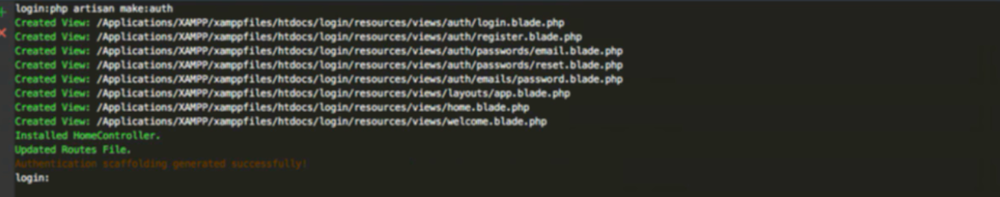 login:php artisan make:auth
Created View: /Applications/XAMPP/xamppfiles/htdocs/login/resources/views/auth/login.blade.php
Created View: /Applications/XAMPP/xamppfiles/htdocs/login/resources/views/auth/register.blade.php
Created View: /Applications/XAMPP/xamppfiles/htdocs/login/resources/views/auth/passwords/email.blade.php
Created View: /Applications/XAMPP/xamppfiles/htdocs/login/resources/views/auth/passwords/reset.blade.php
Created View: /Applications/XAMPP/xamppfiles/htdocs/login/resources/views/auth/emails/password.blade.php
Created View: /Applications/XAMPP/xamppfiles/htdocs/login/resources/views/layouts/app.blade.php
Created View: /Applications/XAMPP/xamppfiles/htdocs/login/resources/views/home.blade.php
Created View: /Applications/XAMPP/xamppfiles/htdocs/login/resources/views/welcome.blade.php
Installed HomeController.
Updated Routes File.
Authentication scaffolding generated successfully!
login: